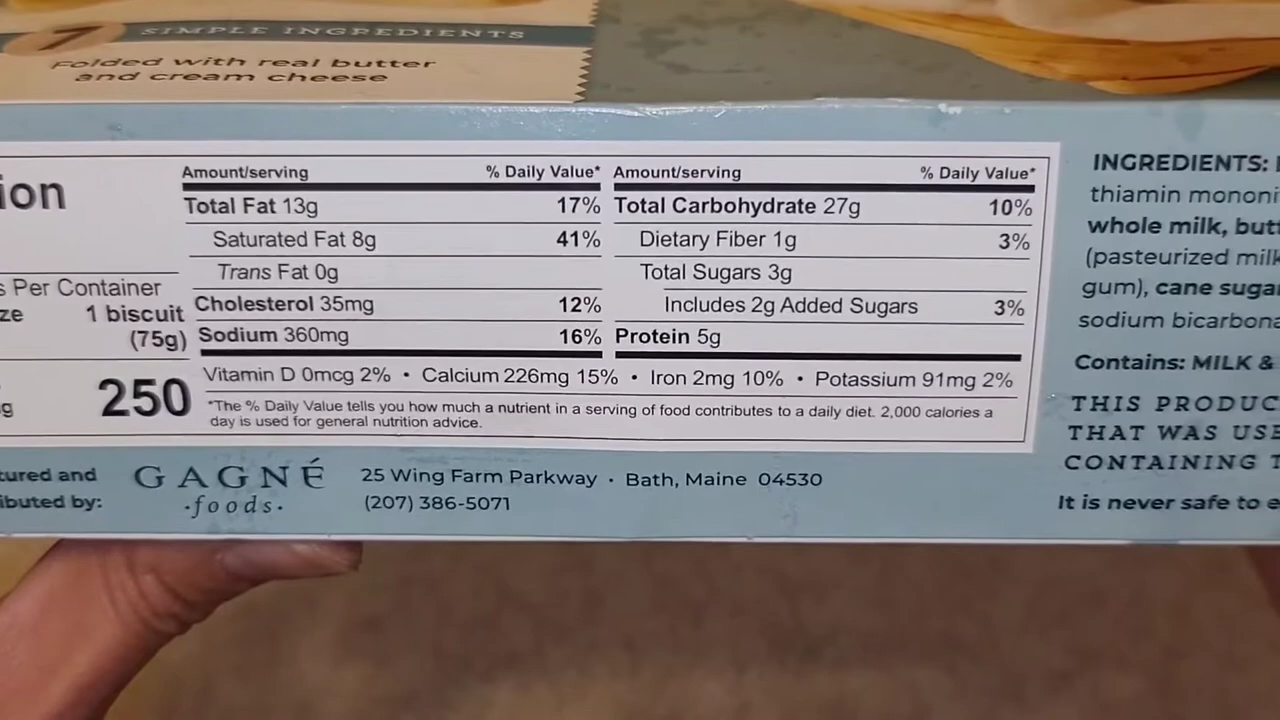 7 SIMPLE INGREDIENTS
Folded with real butter
and cream cheese
ion
s Per Container
ze 1 biscuit
(75g)
g 250
Amount/serving % Daily Value*
Total Fat 13g 17%
Saturated Fat 8g 41%
Trans Fat 0g
Cholesterol 35mg 12%
Sodium 360mg 16%
Amount/serving % Daily Value*
Total Carbohydrate 27g 10%
Dietary Fiber 1g 3%
Total Sugars 3g
Includes 2g Added Sugars 3%
Protein 5g
Vitamin D 0mcg 2% • Calcium 226mg 15% • Iron 2mg 10% • Potassium 91mg 2%
*The % Daily Value tells you how much a nutrient in a serving of food contributes to a daily diet. 2,000 calories a
day is used for general nutrition advice.
tured and
ibuted by:
GAGNÉ
·foods·
25 Wing Farm Parkway · Bath, Maine 04530
(207) 386-5071
INGREDIENTS:
thiamin mononi
whole milk, butt
(pasteurized milk
gum), cane sugar
sodium bicarbona
Contains: MILK &
THIS PRODUC
THAT WAS USE
CONTAINING T
It is never safe to e